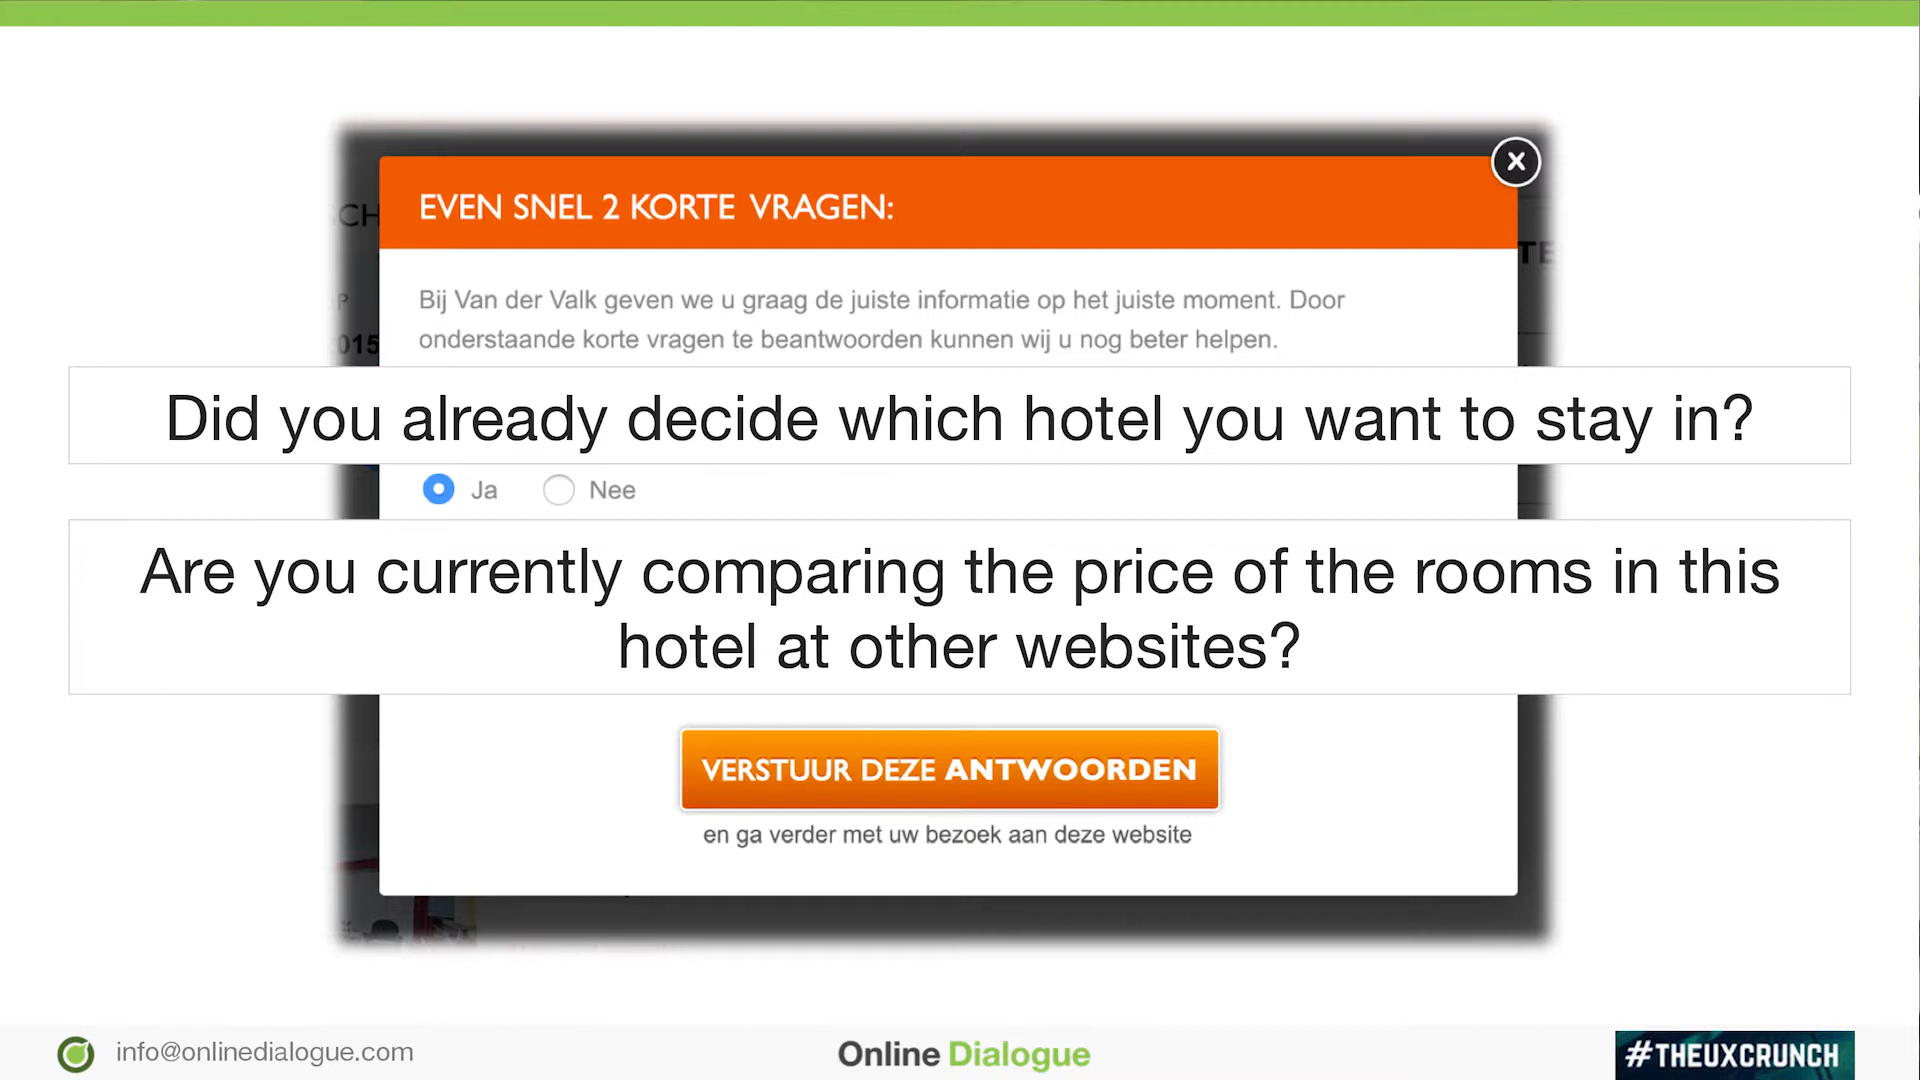 EVEN SNEL 2 KORTE VRAGEN:
Bij Van der Valk geven we u graag de juiste informatie op het juiste moment. Door
onderstaande korte vragen te beantwoorden kunnen wij u nog beter helpen.
2015
Did you already decide which hotel you want to stay in?
Ja Nee
Are you currently comparing the price of the rooms in this
hotel at other websites?
VERSTUUR DEZE ANTWOORDEN
en ga verder met uw bezoek aan deze website
info@onlinedialogue.com
Online Dialogue
#THEUXCRUNCH